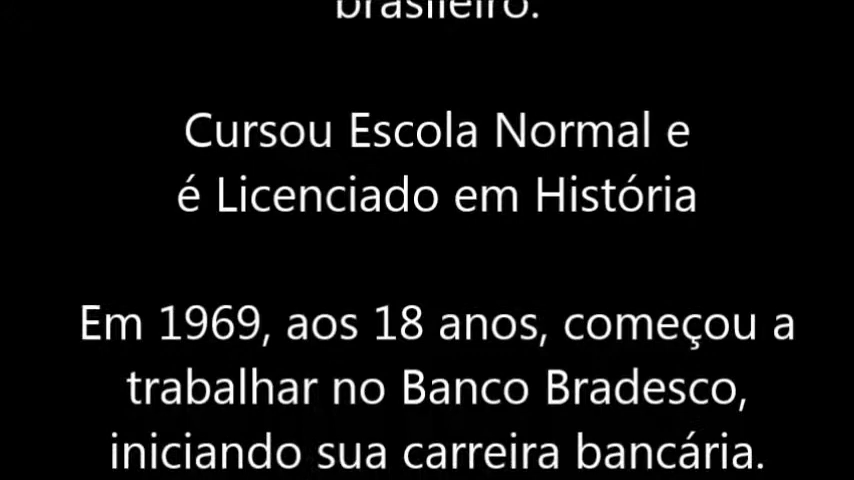 brasileiro.
Cursou Escola Normal e
é Licenciado em História
Em 1969, aos 18 anos, começou a
trabalhar no Banco Bradesco,
iniciando sua carreira bancária.